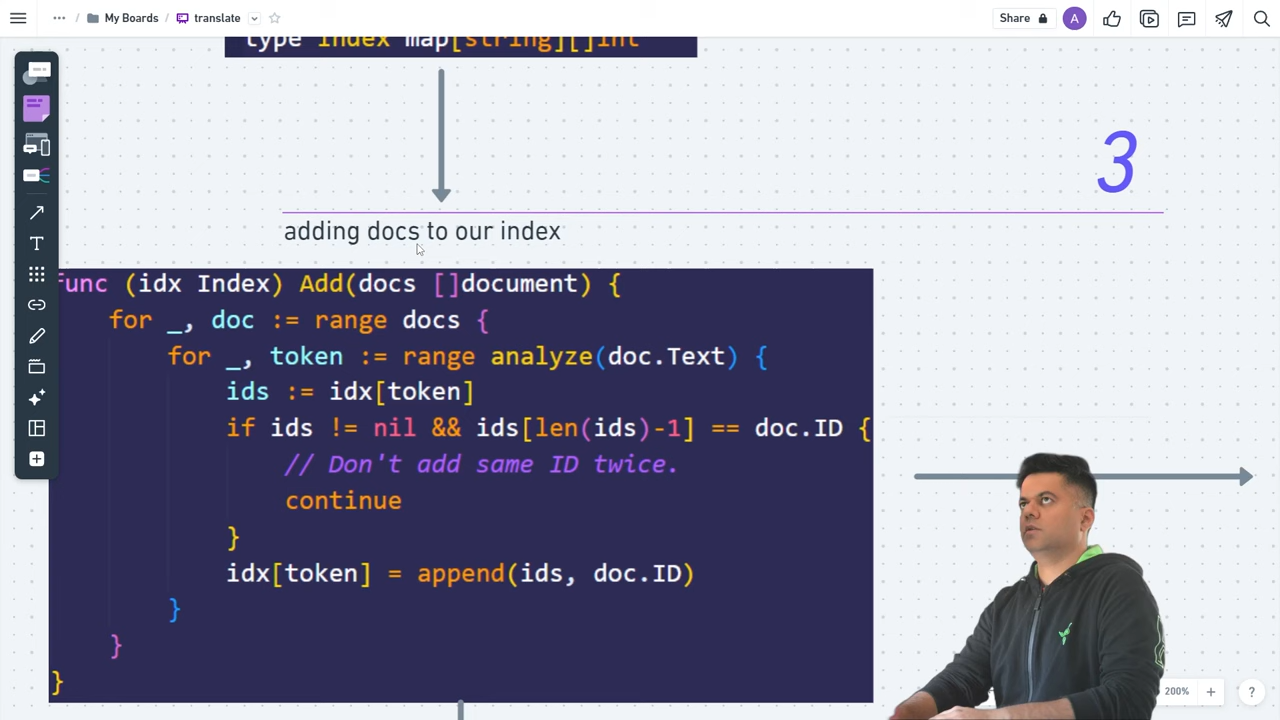 ... / My Boards / translate
Share
A
type Index map[string][]int
3
adding docs to our index
func (idx Index) Add(docs []document) {
for _, doc := range docs {
for _, token := range analyze(doc.Text) {
ids := idx[token]
if ids != nil && ids[len(ids)-1] == doc.ID {
// Don't add same ID twice.
continue
}
idx[token] = append(ids, doc.ID)
}
}
}
200% + ?